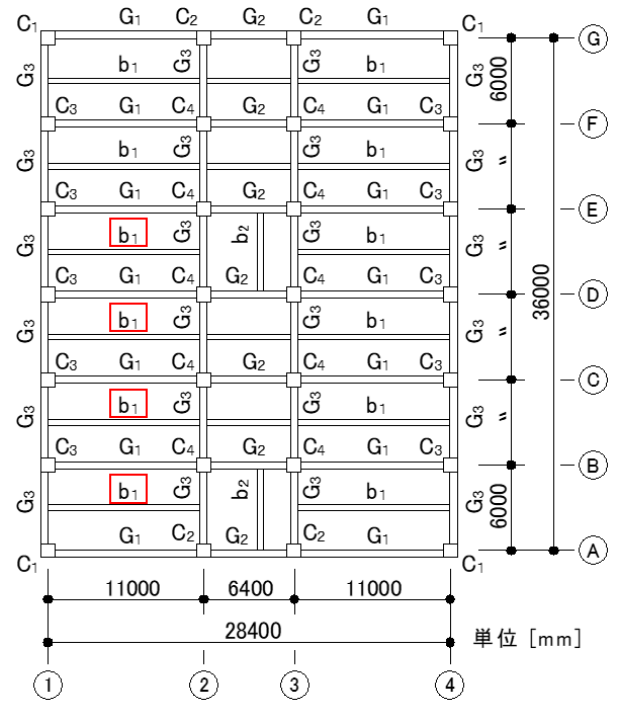 C1 G1 C2 G2 C2 G1 G
G3 b1 G3 G3 b1 G3 6000
C3 G1 C4 G2 C4 G1 C3 F
G3 b1 G3 G3 b1 G3 〃
C3 G1 C4 G2 C4 G1 C3 E
G3 b1 G3 b2 G3 b1 G3 〃
C3 G1 C4 G2 C4 G1 C3 36000 D
G3 b1 G3 G3 b1 G3 〃
C3 G1 C4 G2 C4 G1 C3 C
G3 b1 G3 G3 b1 G3 〃
C3 G1 C4 G2 C4 G1 C3 B
G3 b1 G3 b2 G3 b1 G3 6000
G1 C2 G2 C2 G1 A
C1 C1
11000 6400 11000
28400 単位 [mm]
1 2 3 4